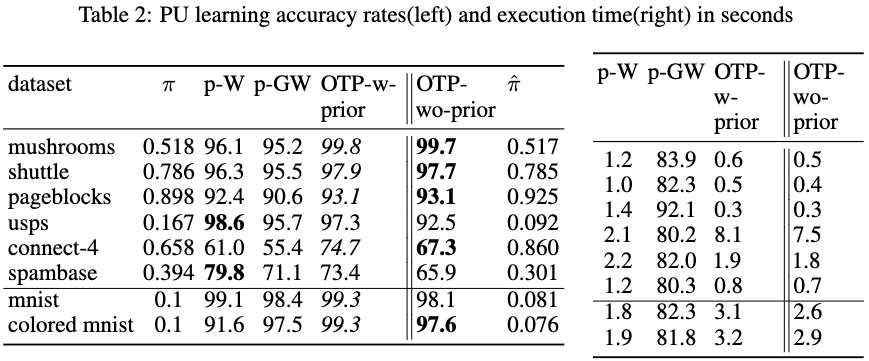 Table 2: PU learning accuracy rates(left) and execution time(right) in seconds
dataset π p-W p-GW OTP-w- OTP- π̂
prior wo-prior
mushrooms 0.518 96.1 95.2 99.8 99.7 0.517
shuttle 0.786 96.3 95.5 97.9 97.7 0.785
pageblocks 0.898 92.4 90.6 93.1 93.1 0.925
usps 0.167 98.6 95.7 97.3 92.5 0.092
connect-4 0.658 61.0 55.4 74.7 67.3 0.860
spambase 0.394 79.8 71.1 73.4 65.9 0.301
mnist 0.1 99.1 98.4 99.3 98.1 0.081
colored mnist 0.1 91.6 97.5 99.3 97.6 0.076
p-W p-GW OTP- OTP-
w- wo-
prior prior
1.2 83.9 0.6 0.5
1.0 82.3 0.5 0.4
1.4 92.1 0.3 0.3
2.1 80.2 8.1 7.5
2.2 82.0 1.9 1.8
1.2 80.3 0.8 0.7
1.8 82.3 3.1 2.6
1.9 81.8 3.2 2.9